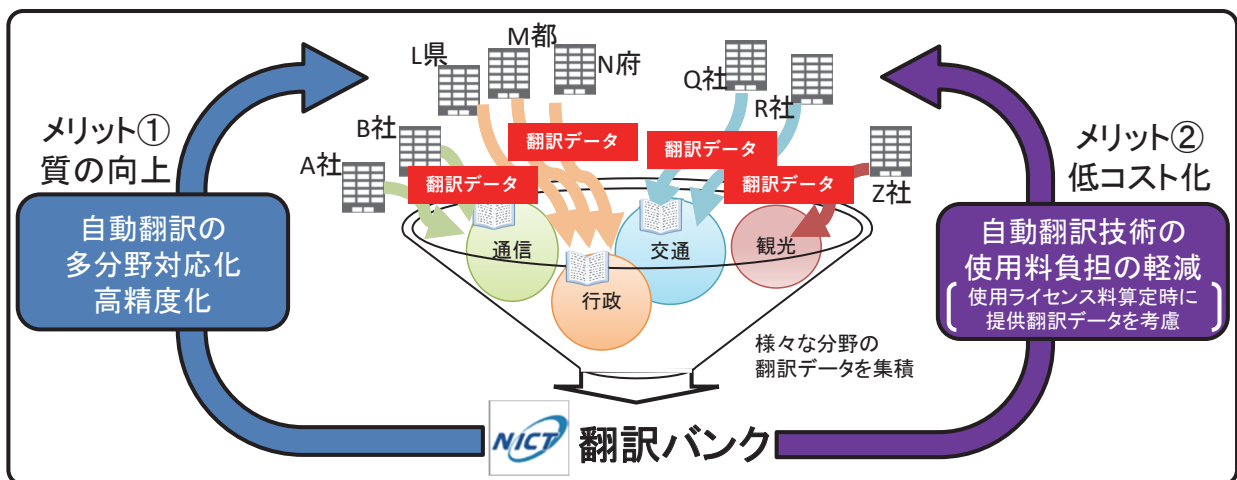 メリット①
質の向上
自動翻訳の
多分野対応化
高精度化
A社
B社
L県
M都
N府
Q社
R社
Z社
翻訳データ
翻訳データ
翻訳データ
翻訳データ
通信
行政
交通
観光
様々な分野の
翻訳データを集積
メリット②
低コスト化
自動翻訳技術の
使用料負担の軽減
使用ライセンス料算定時に
提供翻訳データを考慮
NICT 翻訳バンク